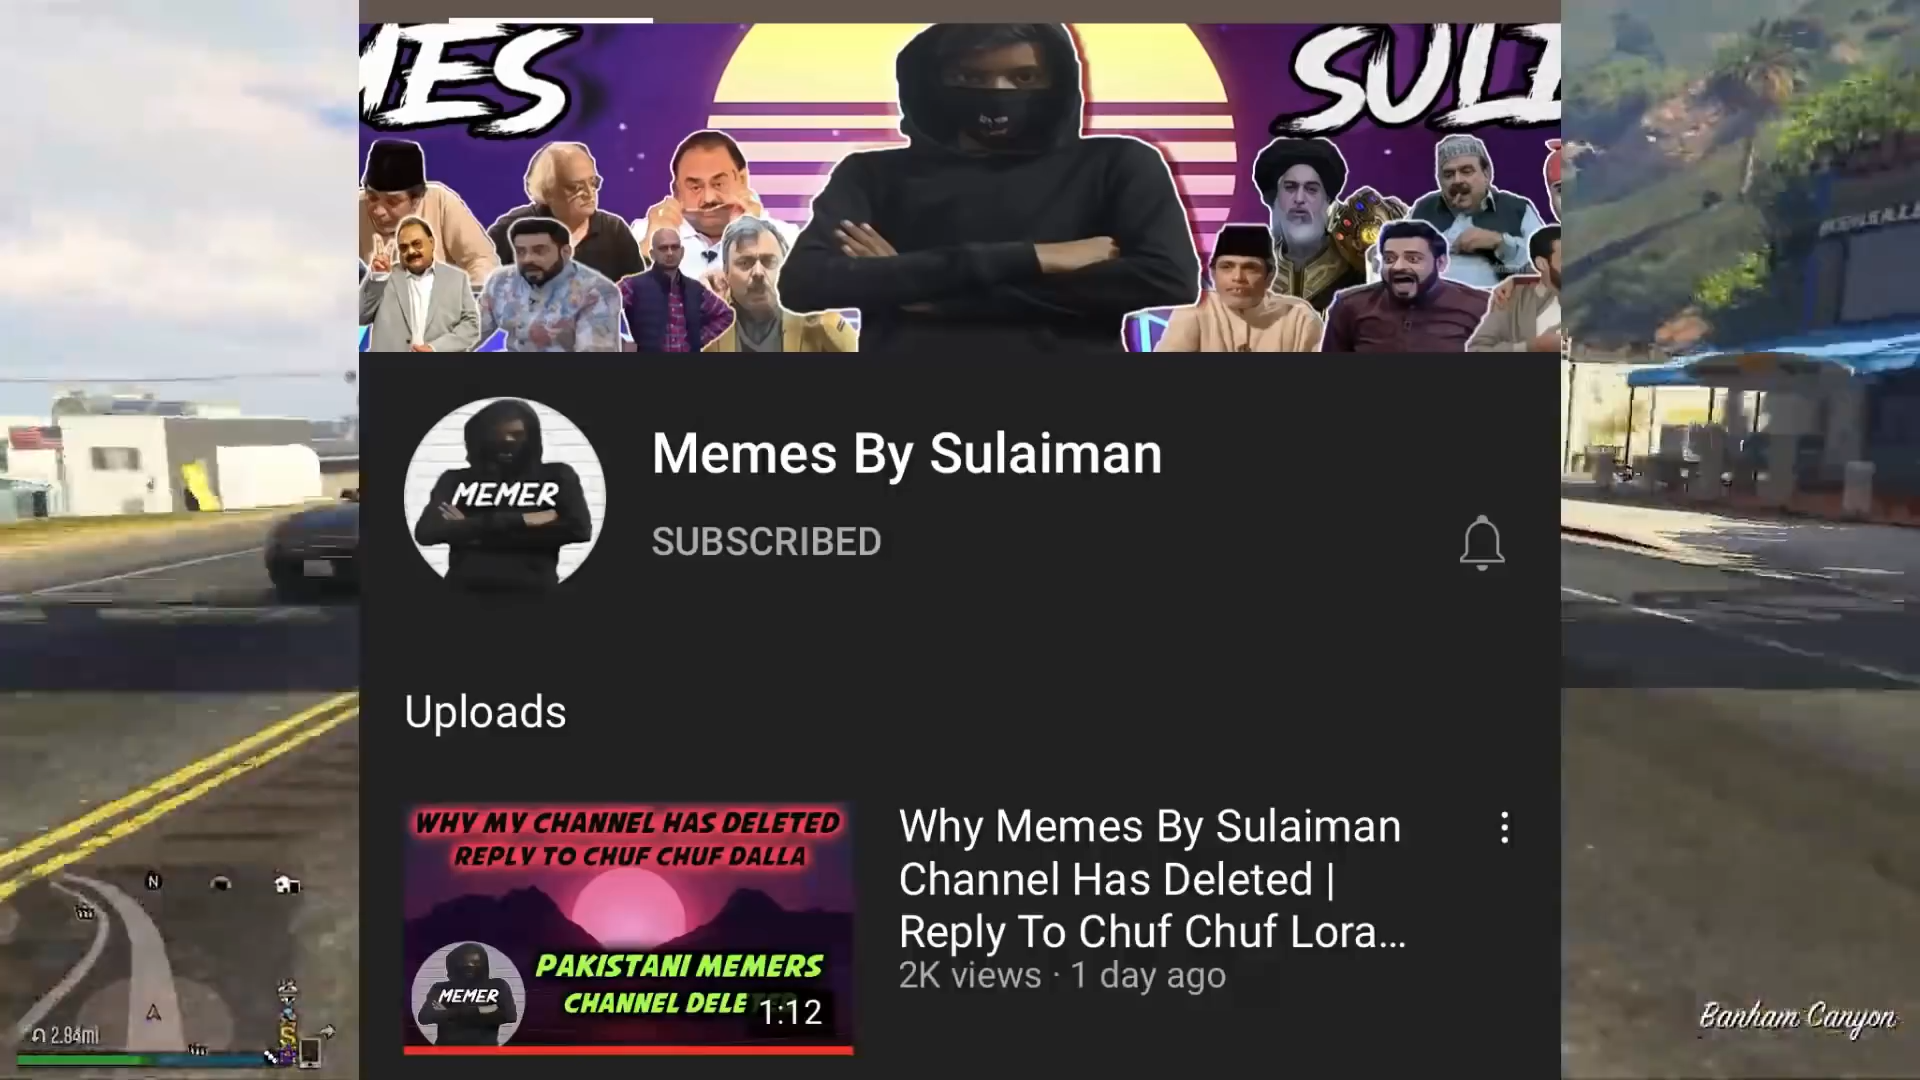 MES
SUL
Memes By Sulaiman
MEMER
SUBSCRIBED
Uploads
WHY MY CHANNEL HAS DELETED
REPLY TO CHUF CHUF DALLA
PAKISTANI MEMERS
CHANNEL DELE
MEMER
1:12
Why Memes By Sulaiman
Channel Has Deleted |
Reply To Chuf Chuf Lora...
2K views · 1 day ago
N
2.84mi
Banham Canyon